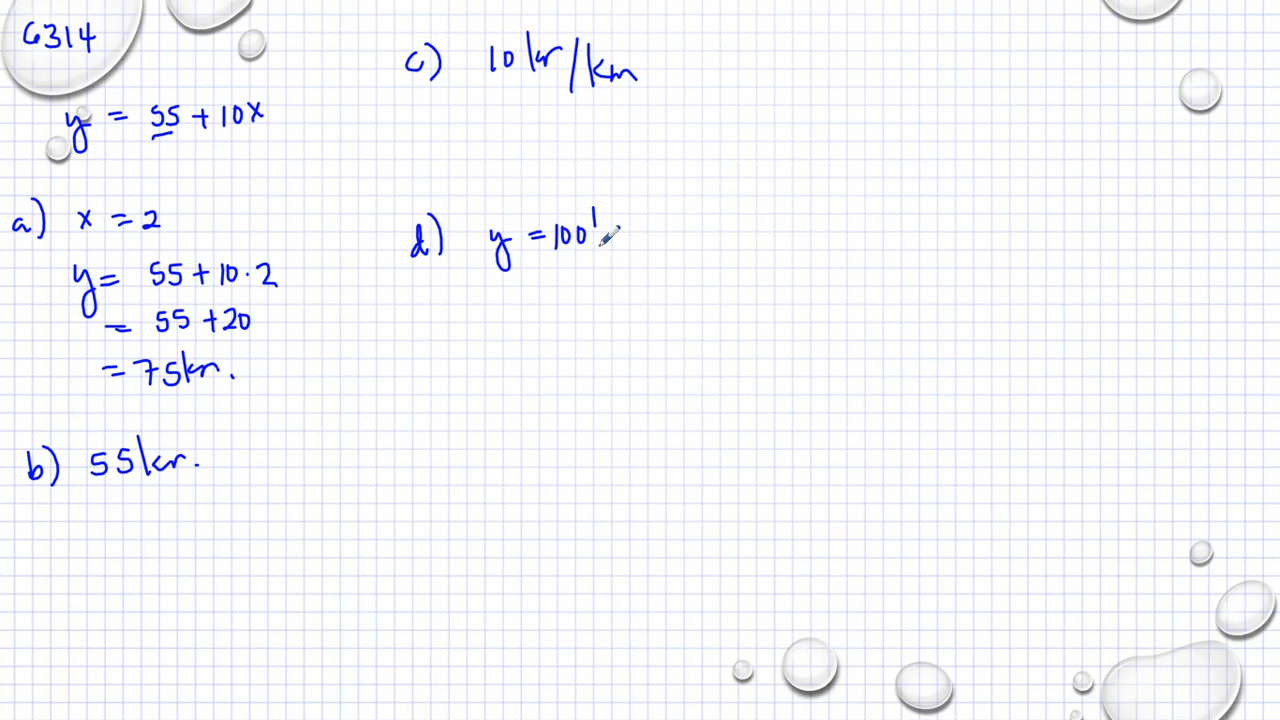 6314
y = 55 + 10x
a) x = 2
y = 55 + 10 · 2
= 55 + 20
= 75kr.
b) 55kr.
c) 10kr/km
d) y = 100